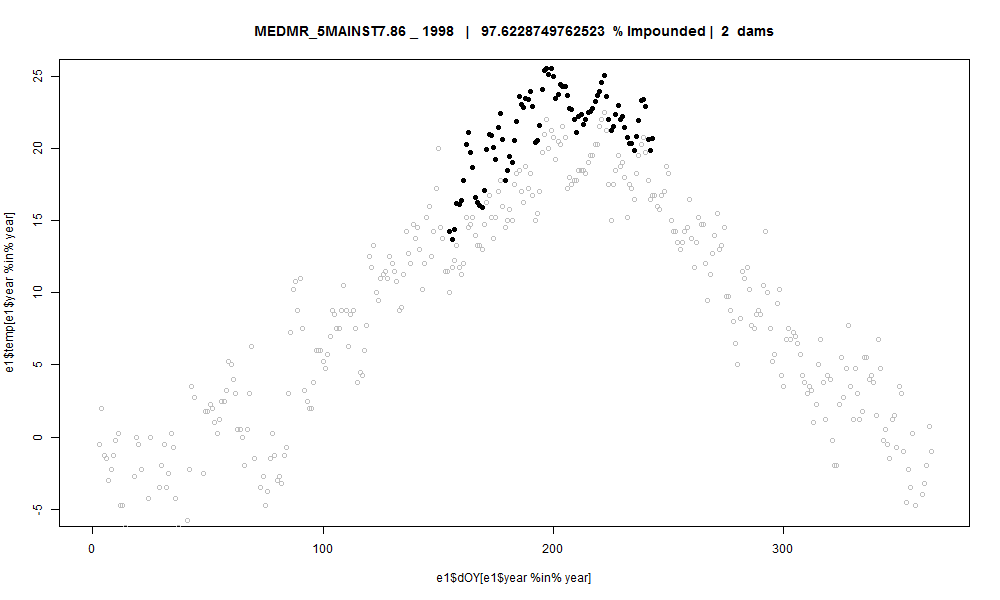 MEDMR_5MAINST7.86 _ 1998 | 97.6228749762523 % Impounded | 2 dams
e1$temp[e1$year %in% year]
25
20
15
10
5
0
-5
0 100 200 300
e1$dOY[e1$year %in% year]